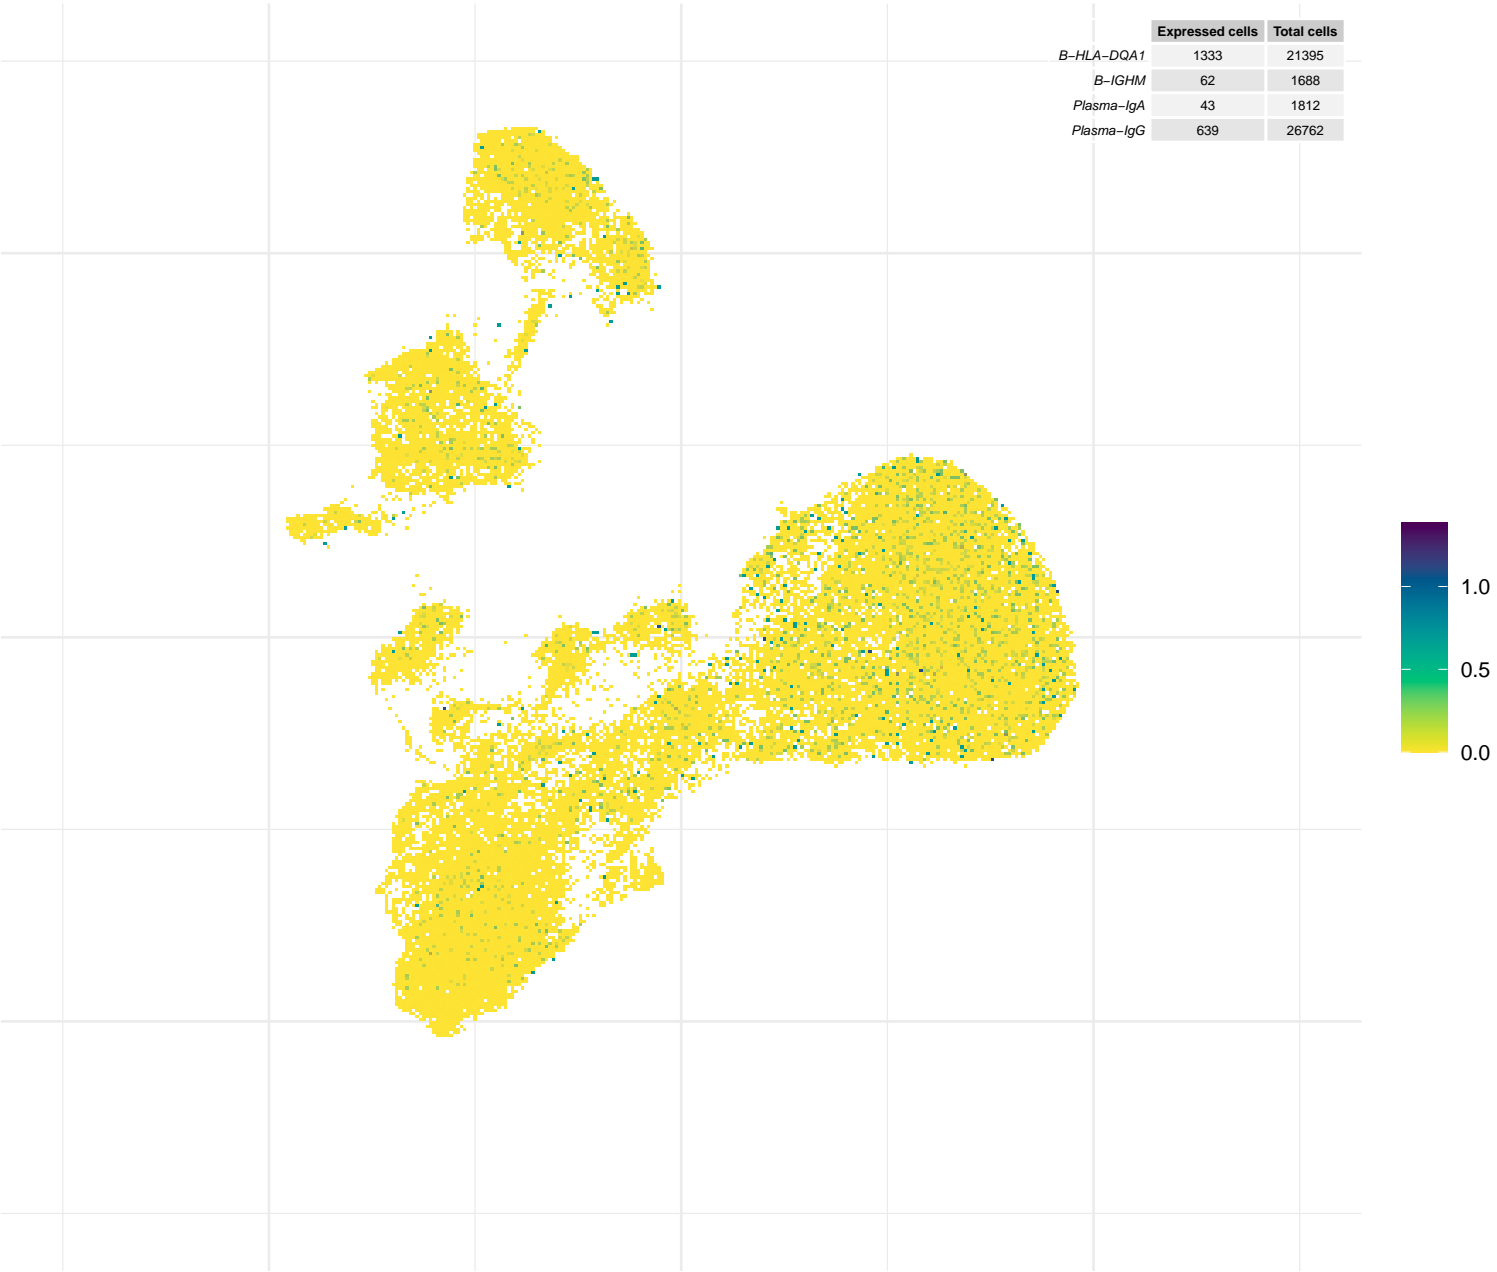 Expressed cells Total cells
B–HLA–DQA1 1333 21395
B–IGHM 62 1688
Plasma–IgA 43 1812
Plasma–IgG 639 26762
1.0
0.5
0.0